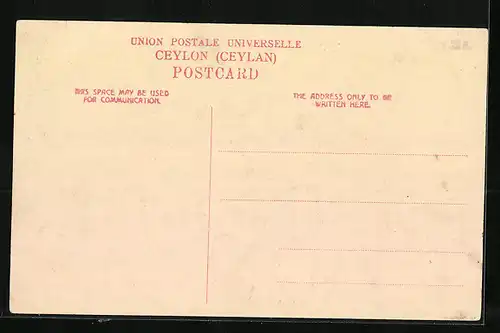 UNION POSTALE UNIVERSELLE
CEYLON (CEYLAN)
POSTCARD
THIS SPACE MAY BE USED
FOR COMMUNICATION.
THE ADDRESS ONLY TO BE
WRITTEN HERE.